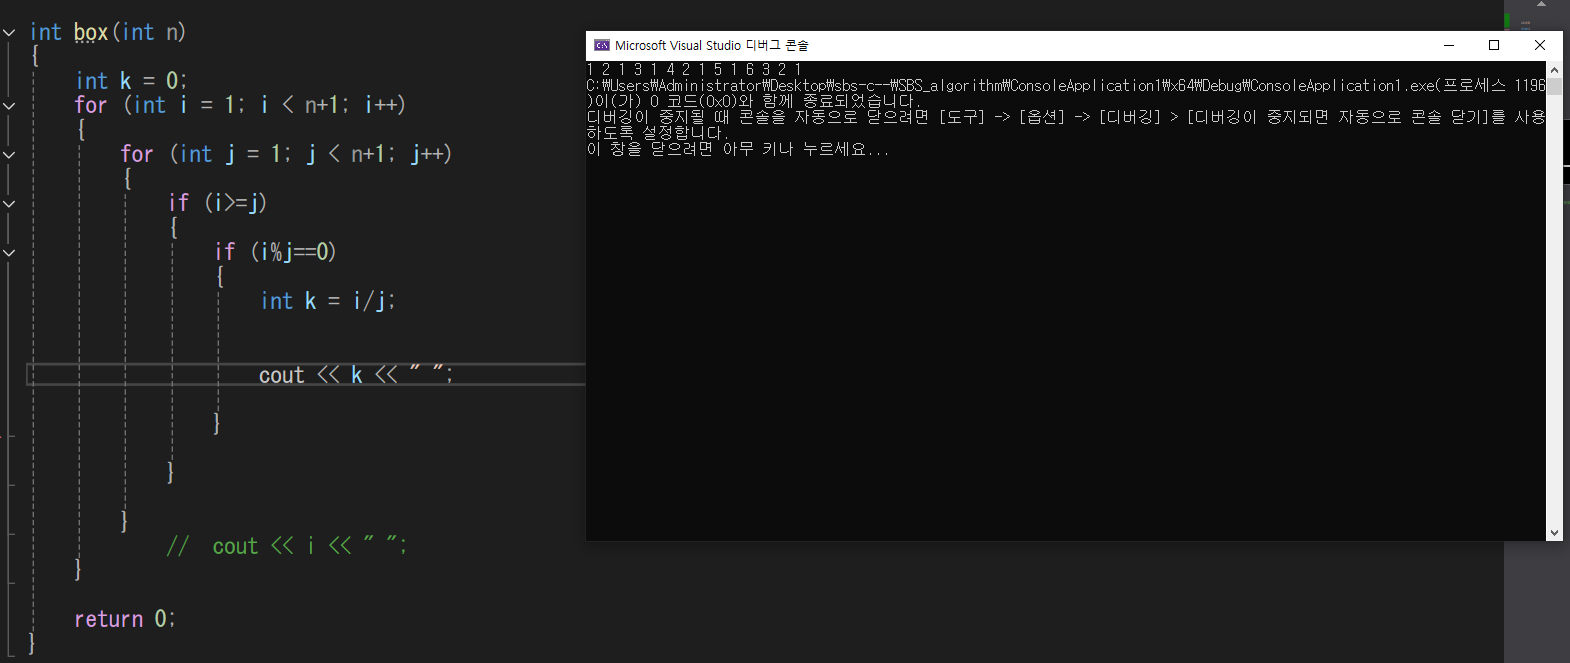 int box(int n)
{
int k = 0;
for (int i = 1; i < n+1; i++)
{
for (int j = 1; j < n+1; j++)
{
if (i>=j)
{
if (i%j==0)
{
int k = i/j;
cout << k << " ";
}
}
}
// cout << i << " ";
}
return 0;
}
Microsoft Visual Studio 디버그 콘솔
1 2 1 3 1 4 2 1 5 1 6 3 2 1
C:₩Users₩Administrator₩Desktop₩sbs-c--₩SBS_algorithm₩ConsoleApplication1₩x64₩Debug₩ConsoleApplication1.exe(프로세스 1196
)이(가) 0 코드(0x0)와 함께 종료되었습니다.
디버깅이 중지될 때 콘솔을 자동으로 닫으려면 [도구] -> [옵션] -> [디버깅] > [디버깅이 중지되면 자동으로 콘솔 닫기]를 사용
하도록 설정합니다.
이 창을 닫으려면 아무 키나 누르세요...